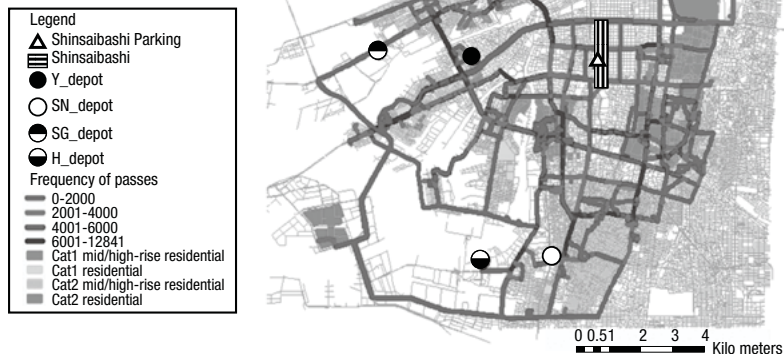 Legend
Shinsaibashi Parking
Shinsaibashi
Y_depot
SN_depot
SG_depot
H_depot
Frequency of passes
0-2000
2001-4000
4001-6000
6001-12841
Cat1 mid/high-rise residential
Cat1 residential
Cat2 mid/high-rise residential
Cat2 residential
0 0.51 2 3 4
Kilo meters